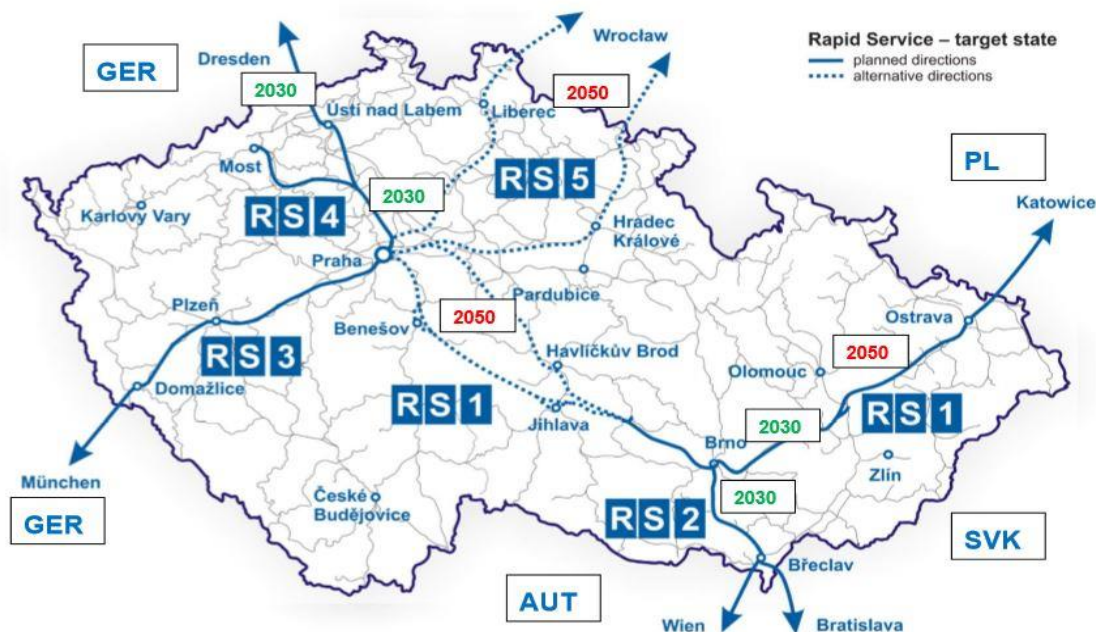 Rapid Service – target state
planned directions
alternative directions
GER
Dresden
Wrocław
2030
2050
Ústí nad Labem
Liberec
Most
RS 5
PL
Katowice
Karlovy Vary
RS 4
2030
Hradec
Králové
Praha
Plzeň
Pardubice
2050
Benešov
Ostrava
Havlíčkův Brod
2050
RS 3
Olomouc
Domažlice
RS 1
RS 1
Jihlava
2030
Brno
Zlín
München
2030
České
Budějovice
GER
RS 2
SVK
Břeclav
AUT
Wien
Bratislava